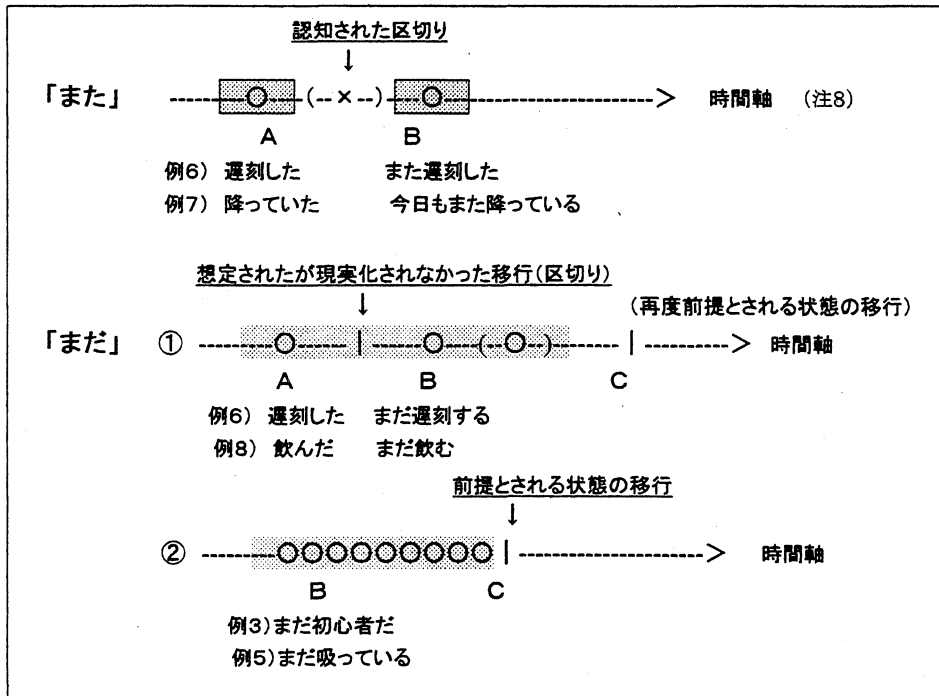 認知された区切り
↓
「また」 ------○----(--×--)----○---------------> 時間軸 (注8)
A B
例6) 遅刻した また遅刻した
例7) 降っていた 今日もまた降っている
想定されたが現実化されなかった移行(区切り)
↓ (再度前提とされる状態の移行)
「まだ」 ① -------○-----|-----○---(--○--)------|---------> 時間軸
A B C
例6) 遅刻した まだ遅刻する
例8) 飲んだ まだ飲む
前提とされる状態の移行
↓
② -------○○○○○○○○○|-----------------> 時間軸
B C
例3)まだ初心者だ
例5)まだ吸っている